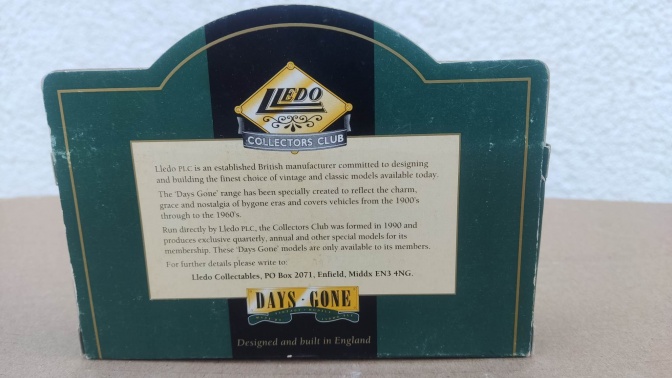 LLEDO
COLLECTORS CLUB
Lledo PLC is an established British manufacturer committed to designing
and building the finest choice of vintage and classic models available today.
The 'Days Gone' range has been specially created to reflect the charm,
grace and nostalgia of bygone eras and covers vehicles from the 1900's
through to the 1960's.
Run directly by Lledo PLC, the Collectors Club was formed in 1990 and
produces exclusive quarterly, annual and other special models for its
membership. These 'Days Gone' models are only available to its members.
For further details please write to:
Lledo Collectables, PO Box 2071, Enfield, Middx EN3 4NG.
DAYS · GONE
Designed and built in England